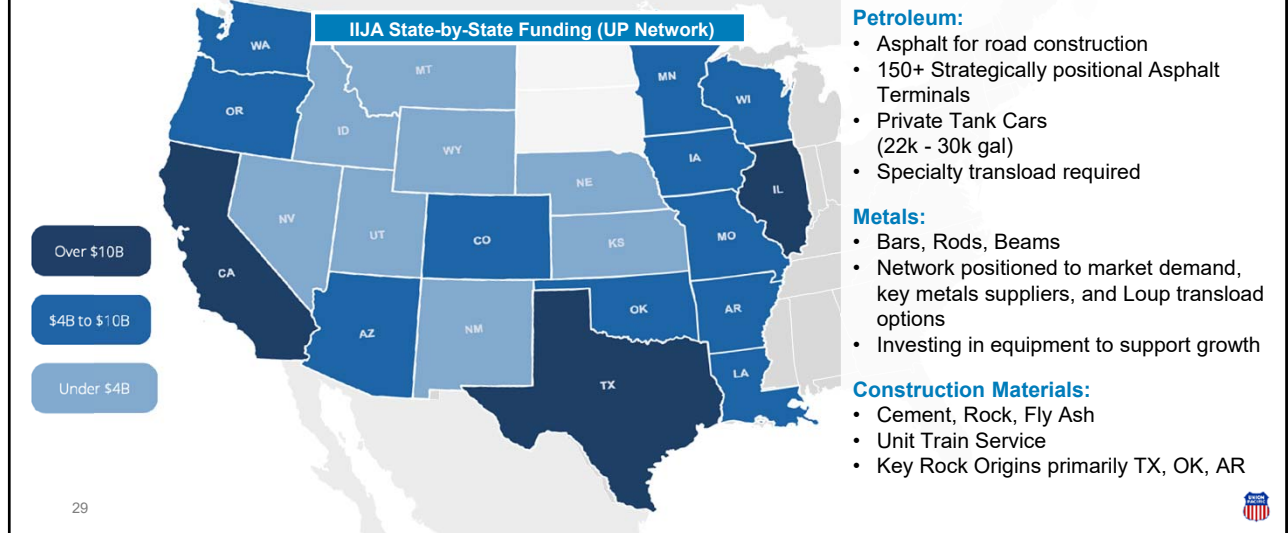 IIJA State-by-State Funding (UP Network)
WA
MT
MN
OR
ID
WI
WY
IA
NE
IL
NV
UT
CO
KS
MO
CA
AZ
NM
OK
AR
TX
LA
Over $10B
$4B to $10B
Under $4B
Petroleum:
• Asphalt for road construction
• 150+ Strategically positional Asphalt
Terminals
• Private Tank Cars
(22k - 30k gal)
• Specialty transload required
Metals:
• Bars, Rods, Beams
• Network positioned to market demand,
key metals suppliers, and Loup transload
options
• Investing in equipment to support growth
Construction Materials:
• Cement, Rock, Fly Ash
• Unit Train Service
• Key Rock Origins primarily TX, OK, AR
29
UNION
PACIFIC